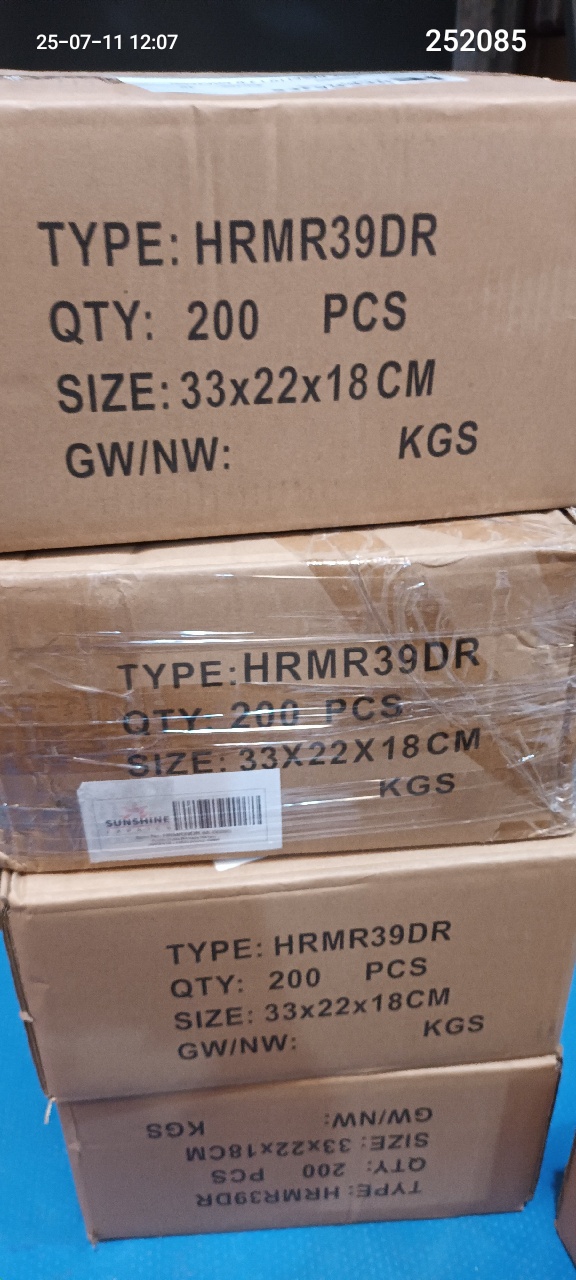 25-07-11 12:07
252085
TYPE: HRMR39DR
QTY: 200 PCS
SIZE: 33x22x18CM
GW/NW: KGS
TYPE:HRMR39DR
QTY: 200 PCS
SIZE: 33X22X18CM
KGS
SUNSHINE
TYPE: HRMR39DR
QTY: 200 PCS
SIZE: 33x22x18CM
GW/NW: KGS
TYPE: HRMR39DR
QTY: 200 PCS
SIZE: 33x22x18CM
GW/NW: KGS